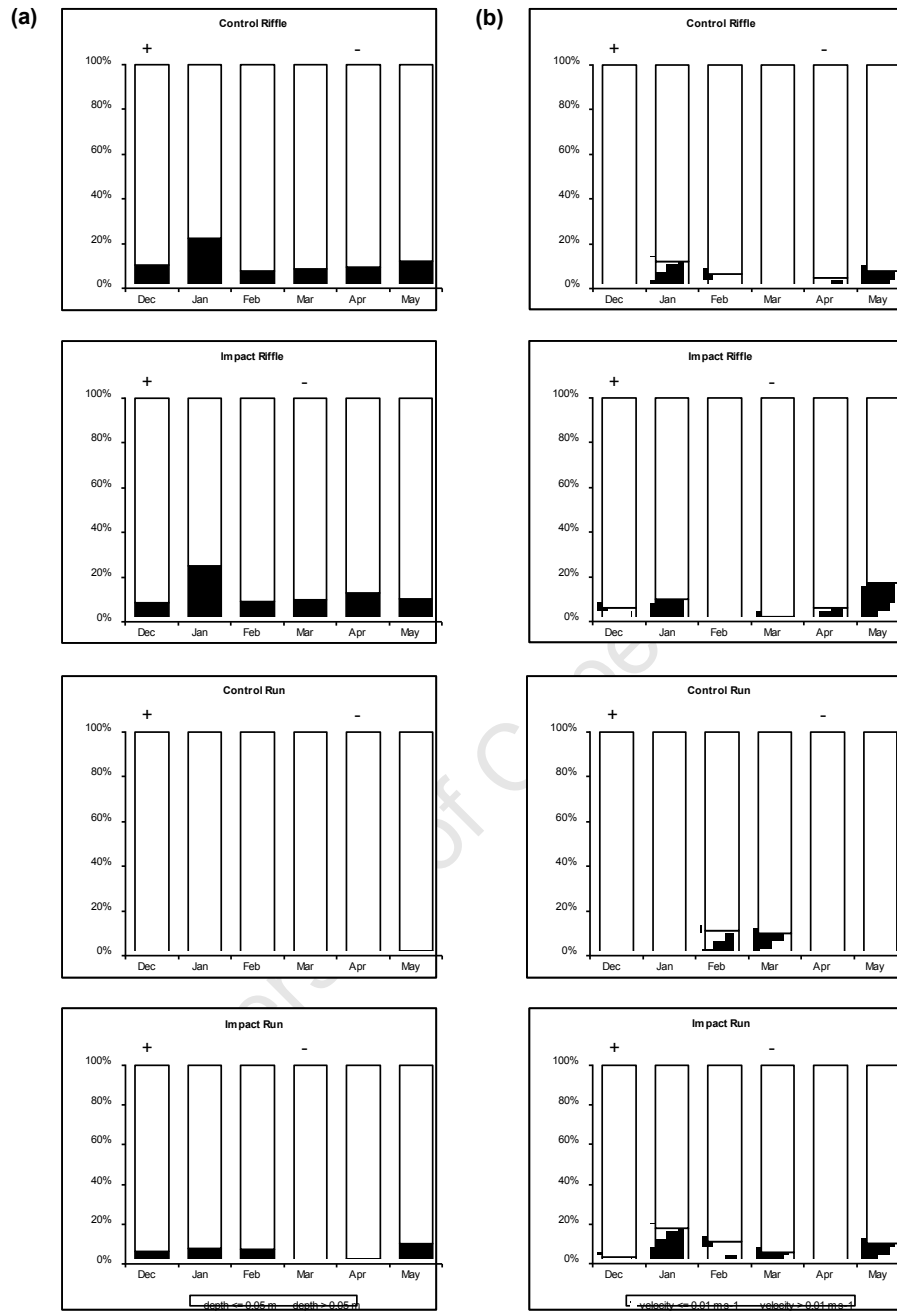 (a)
Control Riffle
+ -
100%
80%
60%
40%
20%
0%
Dec Jan Feb Mar Apr May
Impact Riffle
+ -
100%
80%
60%
40%
20%
0%
Dec Jan Feb Mar Apr May
Control Run
+ -
100%
80%
60%
40%
20%
0%
Dec Jan Feb Mar Apr May
Impact Run
+ -
100%
80%
60%
40%
20%
0%
Dec Jan Feb Mar Apr May
depth <= 0.05 m depth > 0.05 m
(b)
Control Riffle
+ -
100%
80%
60%
40%
20%
0%
Dec Jan Feb Mar Apr May
Impact Riffle
+ -
100%
80%
60%
40%
20%
0%
Dec Jan Feb Mar Apr May
Control Run
+ -
100%
80%
60%
40%
20%
0%
Dec Jan Feb Mar Apr May
Impact Run
+ -
100%
80%
60%
40%
20%
0%
Dec Jan Feb Mar Apr May
velocity <= 0.01 m s-1 velocity > 0.01 m s-1
of C